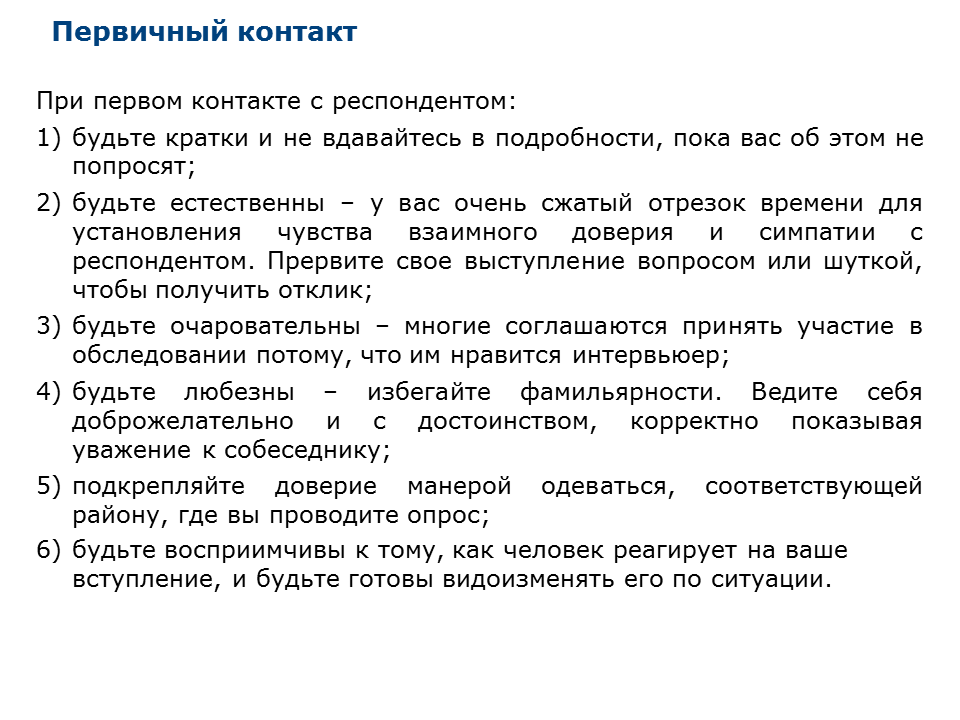 Первичный контакт
При первом контакте с респондентом:
1) будьте кратки и не вдавайтесь в подробности, пока вас об этом не
попросят;
2) будьте естественны – у вас очень сжатый отрезок времени для
установления чувства взаимного доверия и симпатии с
респондентом. Прервите свое выступление вопросом или шуткой,
чтобы получить отклик;
3) будьте очаровательны – многие соглашаются принять участие в
обследовании потому, что им нравится интервьюер;
4) будьте любезны – избегайте фамильярности. Ведите себя
доброжелательно и с достоинством, корректно показывая
уважение к собеседнику;
5) подкрепляйте доверие манерой одеваться, соответствующей
району, где вы проводите опрос;
6) будьте восприимчивы к тому, как человек реагирует на ваше
вступление, и будьте готовы видоизменять его по ситуации.